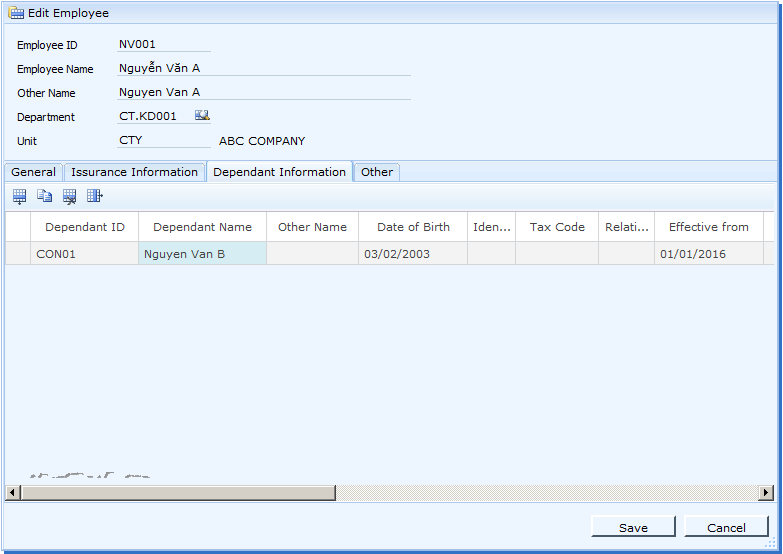 Edit Employee
Employee ID NV001
Employee Name Nguyễn Văn A
Other Name Nguyen Van A
Department CT.KD001
Unit CTY ABC COMPANY
General Issurance Information Dependant Information Other
Dependant ID Dependant Name Other Name Date of Birth Iden... Tax Code Relati... Effective from
CON01 Nguyen Van B 03/02/2003 01/01/2016
Save Cancel